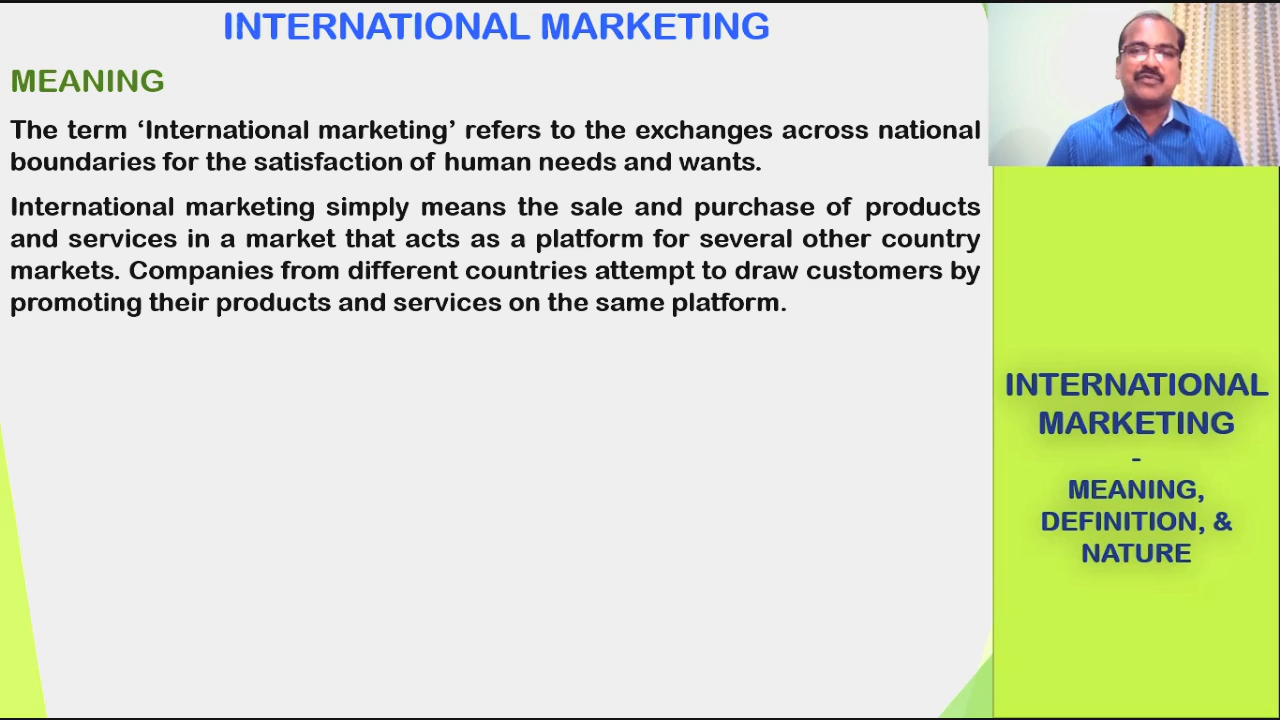 INTERNATIONAL MARKETING
MEANING
The term ‘International marketing’ refers to the exchanges across national
boundaries for the satisfaction of human needs and wants.
International marketing simply means the sale and purchase of products
and services in a market that acts as a platform for several other country
markets. Companies from different countries attempt to draw customers by
promoting their products and services on the same platform.
INTERNATIONAL
MARKETING
-
MEANING,
DEFINITION, &
NATURE